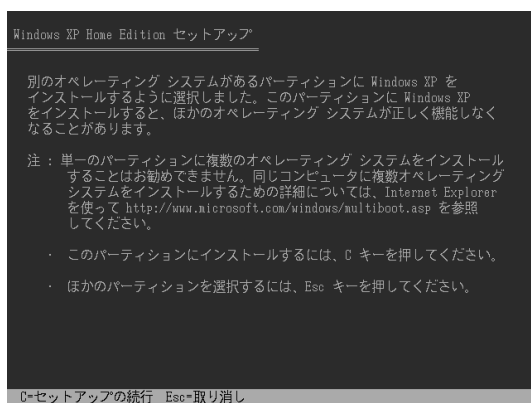 Windows XP Home Edition セットアップ
別のオペレーティング システムがあるパーティションに Windows XP を
インストールするように選択しました。このパーティションに Windows XP
をインストールすると、ほかのオペレーティング システムが正しく機能しなく
なることがあります。
注 : 単一のパーティションに複数のオペレーティング システムをインストール
することはお勧めできません。同じコンピュータに複数オペレーティング
システムをインストールするための詳細については、Internet Explorer
を使って http://www.microsoft.com/windows/multiboot.asp を参照
してください。
・ このパーティションにインストールするには、C キーを押してください。
・ ほかのパーティションを選択するには、Esc キーを押してください。
C=セットアップの続行 Esc=取り消し